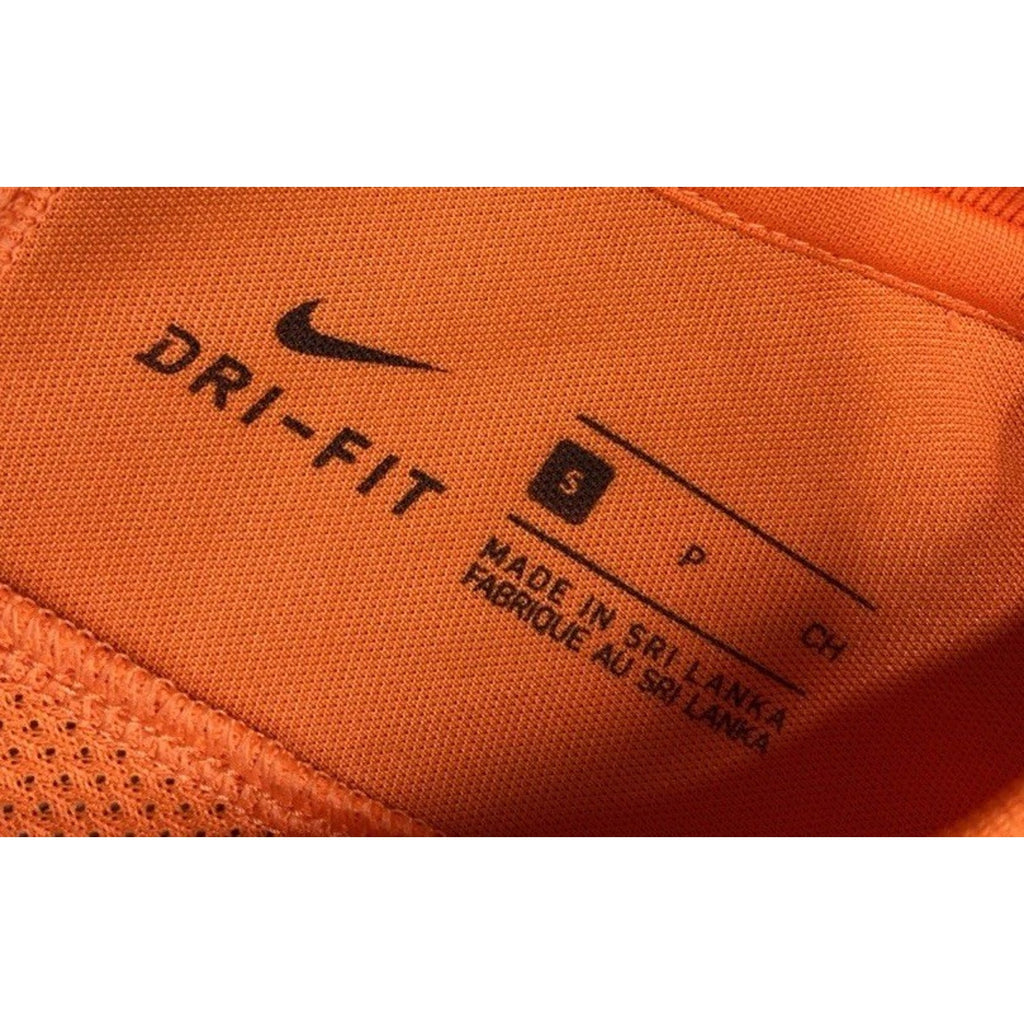 DRI-FIT
S P CH
MADE IN SRI LANKA
FABRIQUE AU SRI LANKA